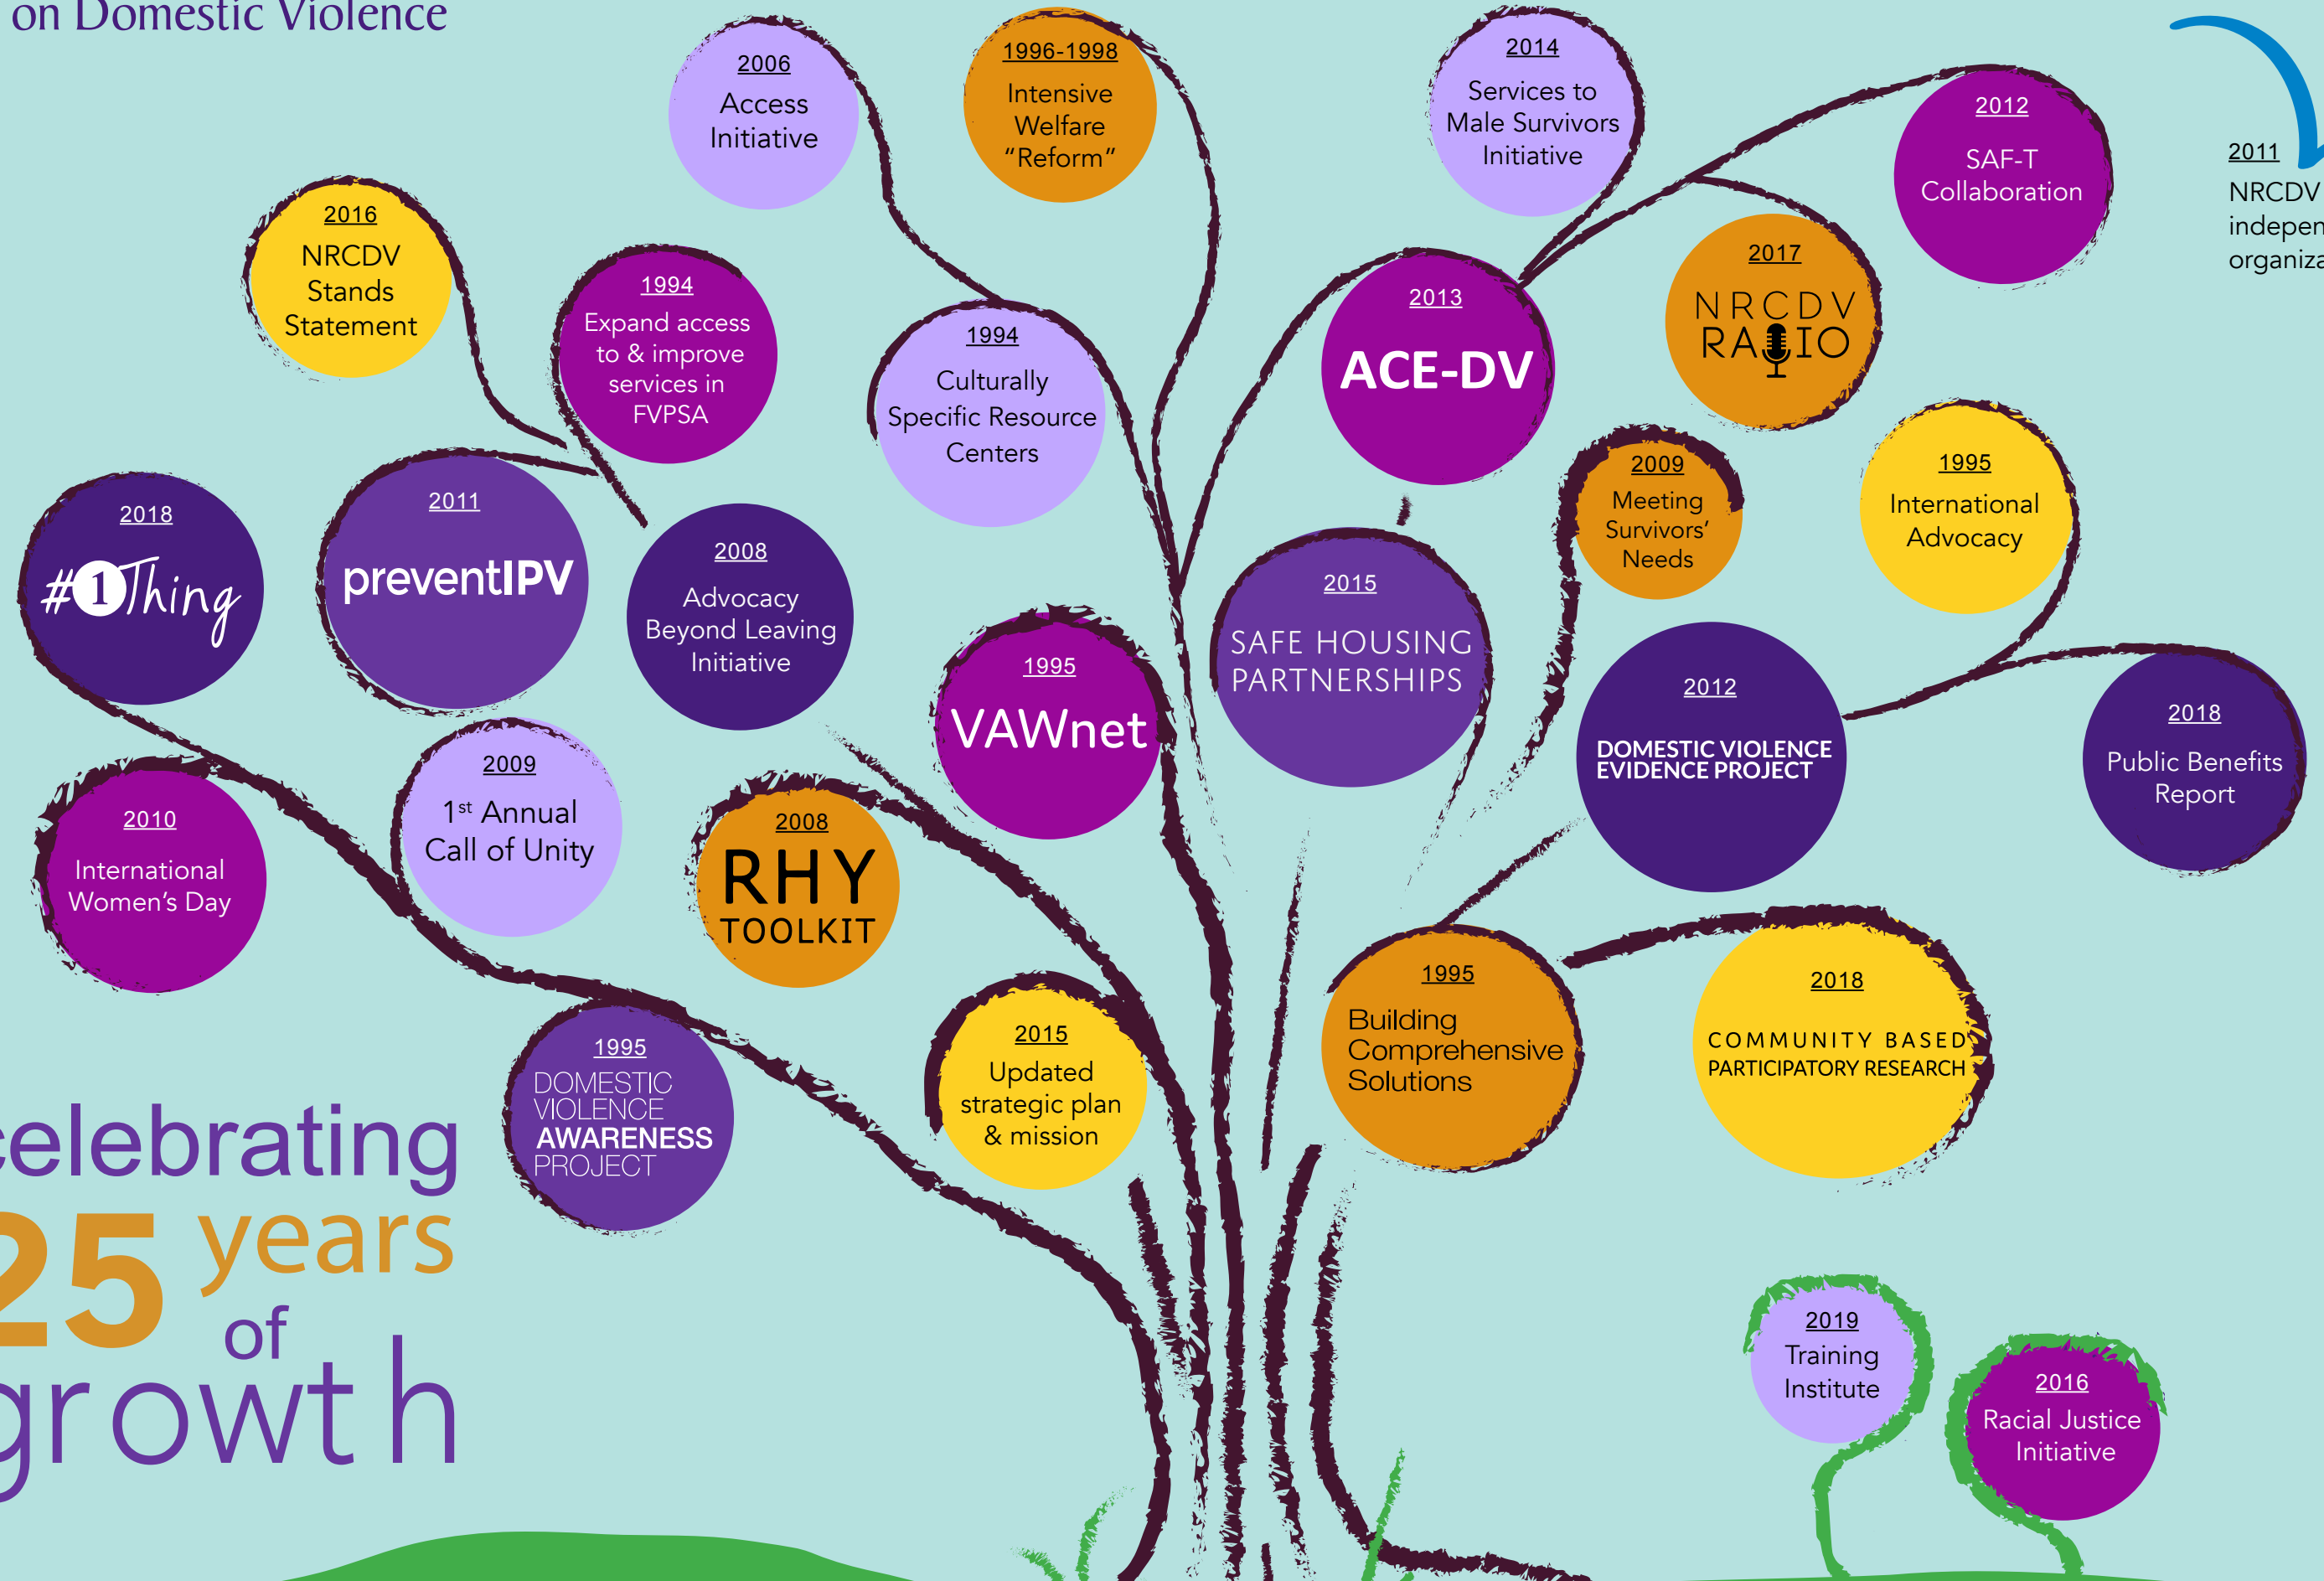 on Domestic Violence
2006
Access
Initiative
1996-1998
Intensive
Welfare
“Reform”
2014
Services to
Male Survivors
Initiative
2012
SAF-T
Collaboration
2011
NRCDV
2016
NRCDV
Stands
Statement
1994
Expand access
to & improve
services in
FVPSA
1994
Culturally
Specific Resource
Centers
2013
ACE-DV
2017
NRCDV
RADIO
2009
Meeting
Survivors’
Needs
1995
International
Advocacy
2018
#1Thing
2011
preventIPV
2008
Advocacy
Beyond Leaving
Initiative
1995
VAWnet
2015
SAFE HOUSING
PARTNERSHIPS
2012
DOMESTIC VIOLENCE
EVIDENCE PROJECT
2018
Public Benefits
Report
2010
International
Women’s Day
2009
1st Annual
Call of Unity
2008
RHY
TOOLKIT
1995
DOMESTIC
VIOLENCE
AWARENESS
PROJECT
2015
Updated
strategic plan
& mission
1995
Building
Comprehensive
Solutions
2018
COMMUNITY BASED
PARTICIPATORY RESEARCH
celebrating
25 years
of
growth
2019
Training
Institute
2016
Racial Justice
Initiative